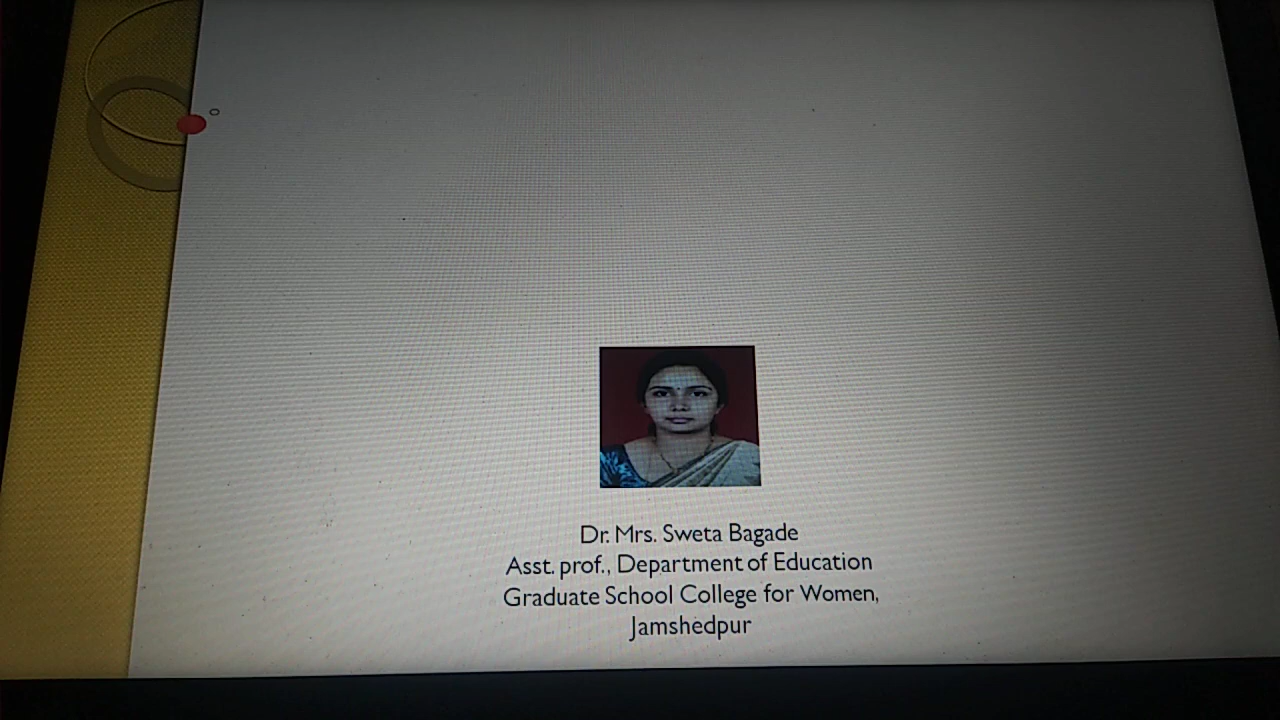 Dr. Mrs. Sweta Bagade
Asst. prof., Department of Education
Graduate School College for Women,
Jamshedpur